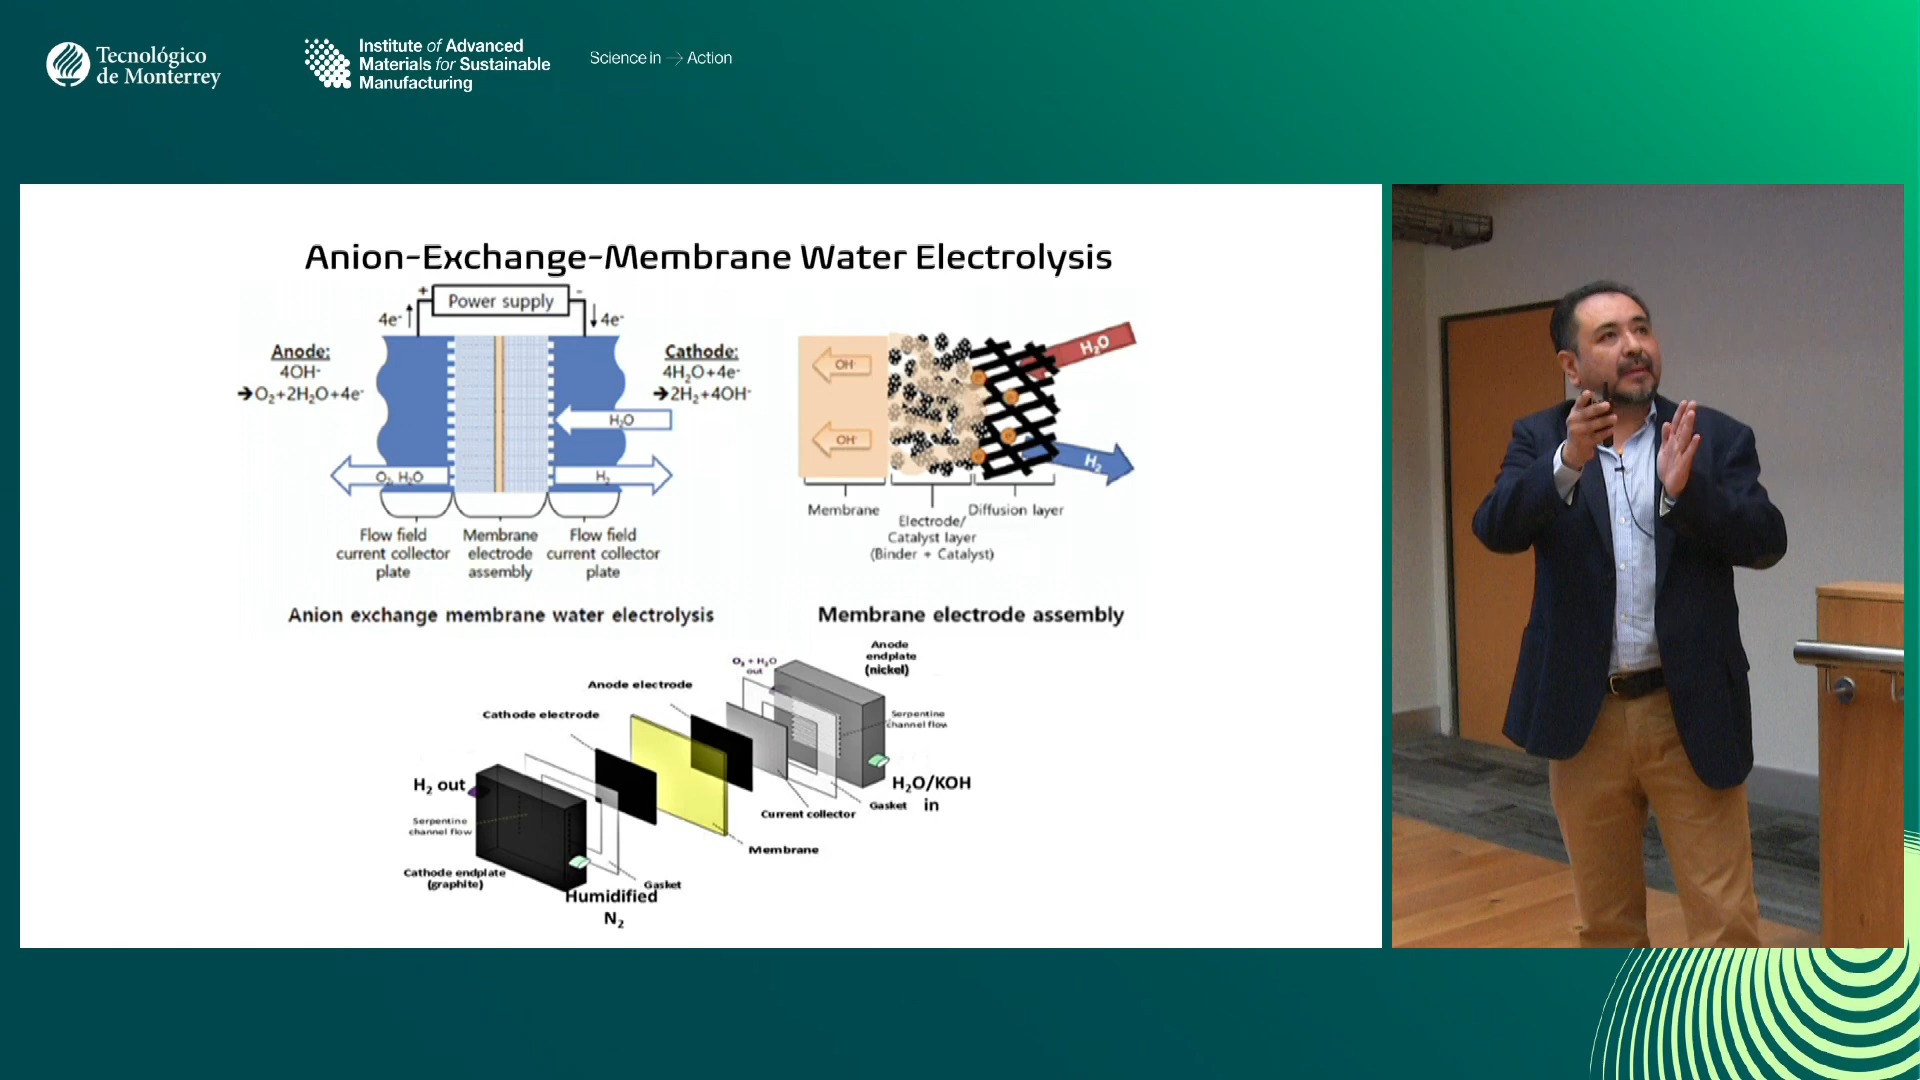 Tecnológico
de Monterrey
Institute of Advanced
Materials for Sustainable
Manufacturing
Science in → Action
Anion-Exchange-Membrane Water Electrolysis
+ Power supply -
4e⁻ 4e⁻
Anode:
4OH⁻
➔O₂+2H₂O+4e⁻
Cathode:
4H₂O+4e⁻
➔2H₂+4OH⁻
H₂O
O₂, H₂O
H₂
Flow field
current collector
plate
Membrane
electrode
assembly
Flow field
current collector
plate
Anion exchange membrane water electrolysis
OH⁻
OH⁻
H₂O
H₂
Membrane
Electrode/
Catalyst layer
(Binder + Catalyst)
Diffusion layer
Membrane electrode assembly
Anode
endplate
(nickel)
O₂ + H₂O
out
Anode electrode
Cathode electrode
Serpentine
channel flow
H₂ out
H₂O/KOH
in
Gasket
Current collector
Serpentine
channel flow
Membrane
Cathode endplate
(graphite)
Gasket
Humidified
N₂